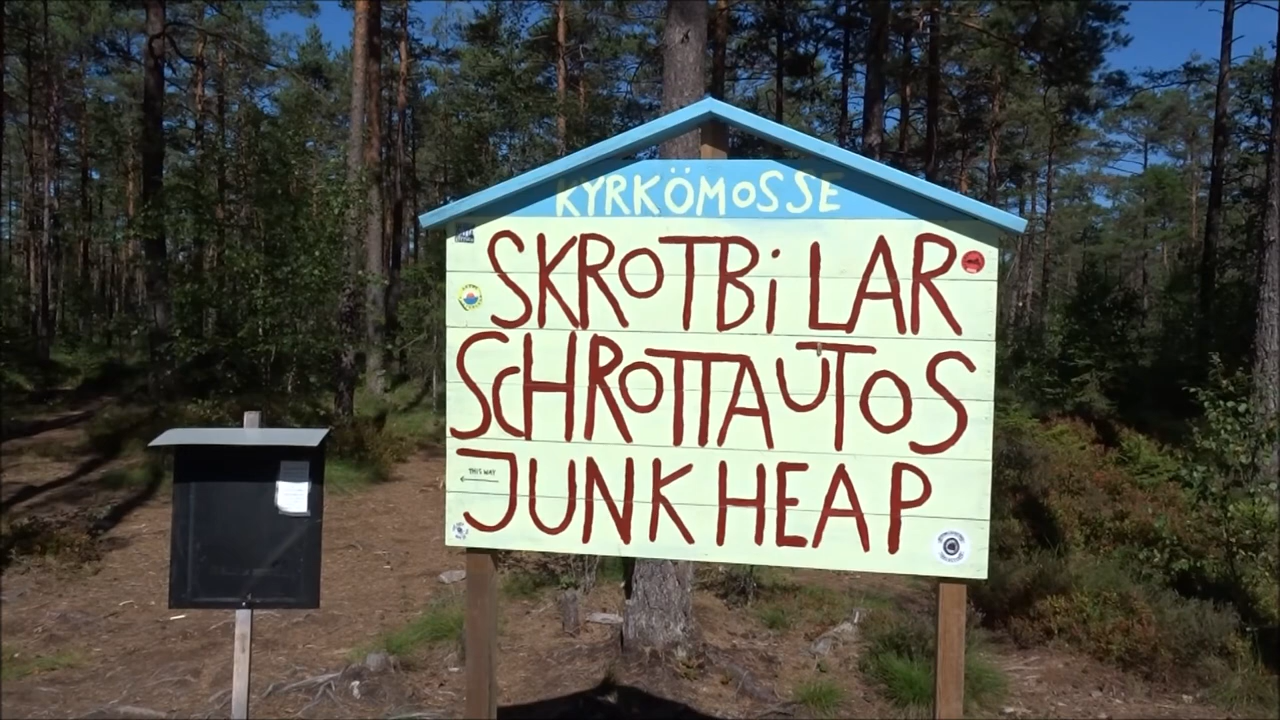 KYRKÖMOSSE
SKROTBiLAR
SCHROTTAUTOS
THIS WAY
JUNK HEAP